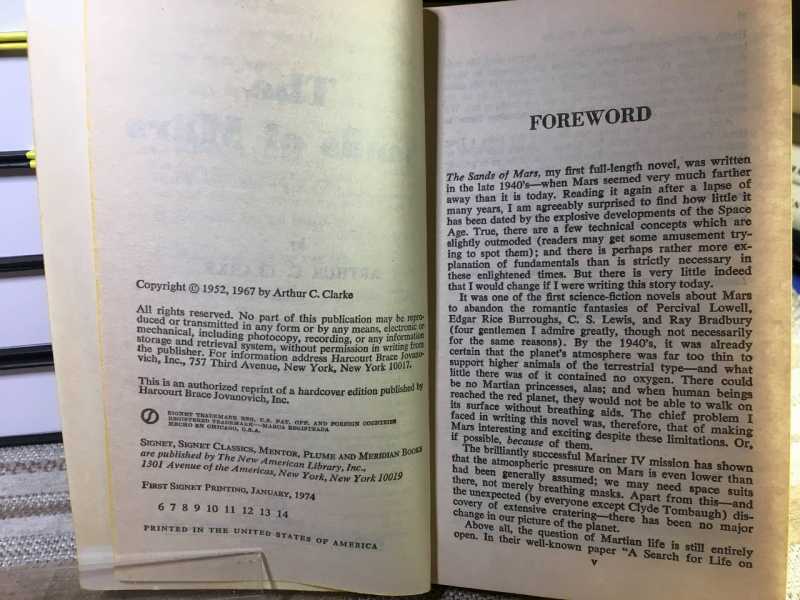 Copyright © 1952, 1967 by Arthur C. Clarke
All rights reserved. No part of this publication may be repro-
duced or transmitted in any form or by any means, electronic or
mechanical, including photocopy, recording, or any information
storage and retrieval system, without permission in writing from
the publisher. For information address Harcourt Brace Jovano-
vich, Inc., 757 Third Avenue, New York, New York 10017.
This is an authorized reprint of a hardcover edition published by
Harcourt Brace Jovanovich, Inc.
SIGNET TRADEMARK REG. U.S. PAT. OFF. AND FOREIGN COUNTRIES
REGISTERED TRADEMARK—MARCA REGISTRADA
HECHO EN CHICAGO, U.S.A.
SIGNET, SIGNET CLASSICS, MENTOR, PLUME AND MERIDIAN BOOKS
are published by The New American Library, Inc.,
1301 Avenue of the Americas, New York, New York 10019
FIRST SIGNET PRINTING, JANUARY, 1974
6 7 8 9 10 11 12 13 14
PRINTED IN THE UNITED STATES OF AMERICA
FOREWORD
The Sands of Mars, my first full-length novel, was written
in the late 1940's—when Mars seemed very much farther
away than it is today. Reading it again after a lapse of
many years, I am agreeably surprised to find how little it
has been dated by the explosive developments of the Space
Age. True, there are a few technical concepts which are
slightly outmoded (readers may get some amusement try-
ing to spot them); and there is perhaps rather more ex-
planation of fundamentals than is strictly necessary in
these enlightened times. But there is very little indeed
that I would change if I were writing this story today.
It was one of the first science-fiction novels about Mars
to abandon the romantic fantasies of Percival Lowell,
Edgar Rice Burroughs, C. S. Lewis, and Ray Bradbury
(four gentlemen I admire greatly, though not necessarily
for the same reasons). By the 1940's, it was already
certain that the planet's atmosphere was far too thin to
support higher animals of the terrestrial type—and what
little there was of it contained no oxygen. There could
be no Martian princesses, alas; and when human beings
reached the red planet, they would not be able to walk on
its surface without breathing aids. The chief problem I
faced in writing this novel was, therefore, that of making
Mars interesting and exciting despite these limitations. Or,
if possible, because of them.
The brilliantly successful Mariner IV mission has shown
that the atmospheric pressure on Mars is even lower than
had been generally assumed; we may need space suits
there, not merely breathing masks. Apart from this—and
the unexpected (by everyone except Clyde Tombaugh) dis-
covery of extensive cratering—there has been no major
change in our picture of the planet.
Above all, the question of Martian life is still entirely
open. In their well-known paper "A Search for Life on
v